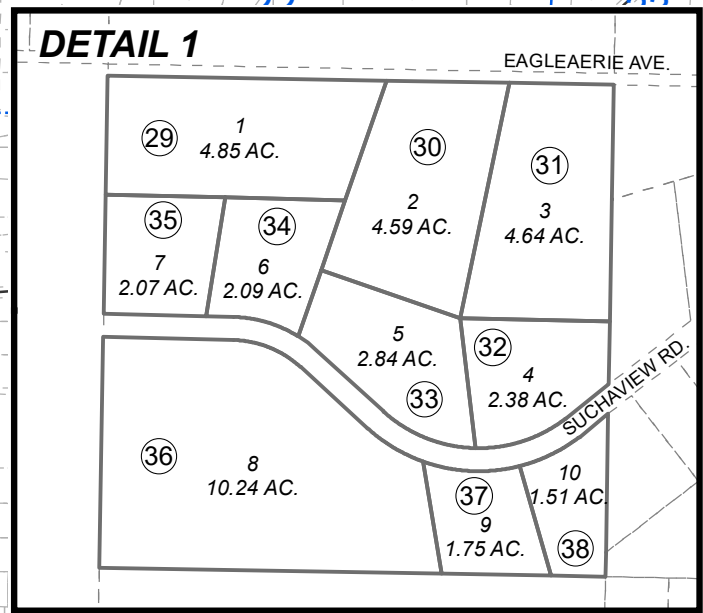 DETAIL 1
EAGLEAERIE AVE.
29
1
4.85 AC.
30
2
4.59 AC.
31
3
4.64 AC.
35
7
2.07 AC.
34
6
2.09 AC.
5
2.84 AC.
33
32
4
2.38 AC.
SUCHAVIEW RD.
36
8
10.24 AC.
37
9
1.75 AC.
10
1.51 AC.
38